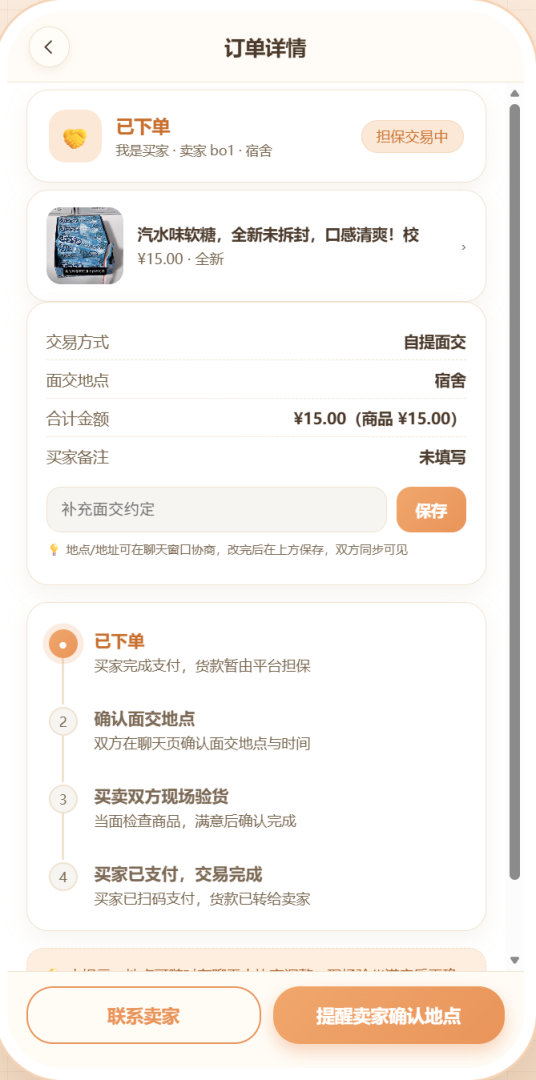 订单详情
已下单
我是买家 · 卖家 bo1 · 宿舍
担保交易中
汽水味软糖，全新未拆封，口感清爽！校
¥15.00 · 全新
交易方式
自提面交
面交地点
宿舍
合计金额
¥15.00（商品 ¥15.00）
买家备注
未填写
补充面交约定
保存
地点/地址可在聊天窗口协商，改完后在上方保存，双方同步可见
已下单
买家完成支付，货款暂由平台担保
2
确认面交地点
双方在聊天页确认面交地点与时间
3
买卖双方现场验货
当面检查商品，满意后确认完成
4
买家已支付，交易完成
买家已扫码支付，货款已转给卖家
联系卖家
提醒卖家确认地点